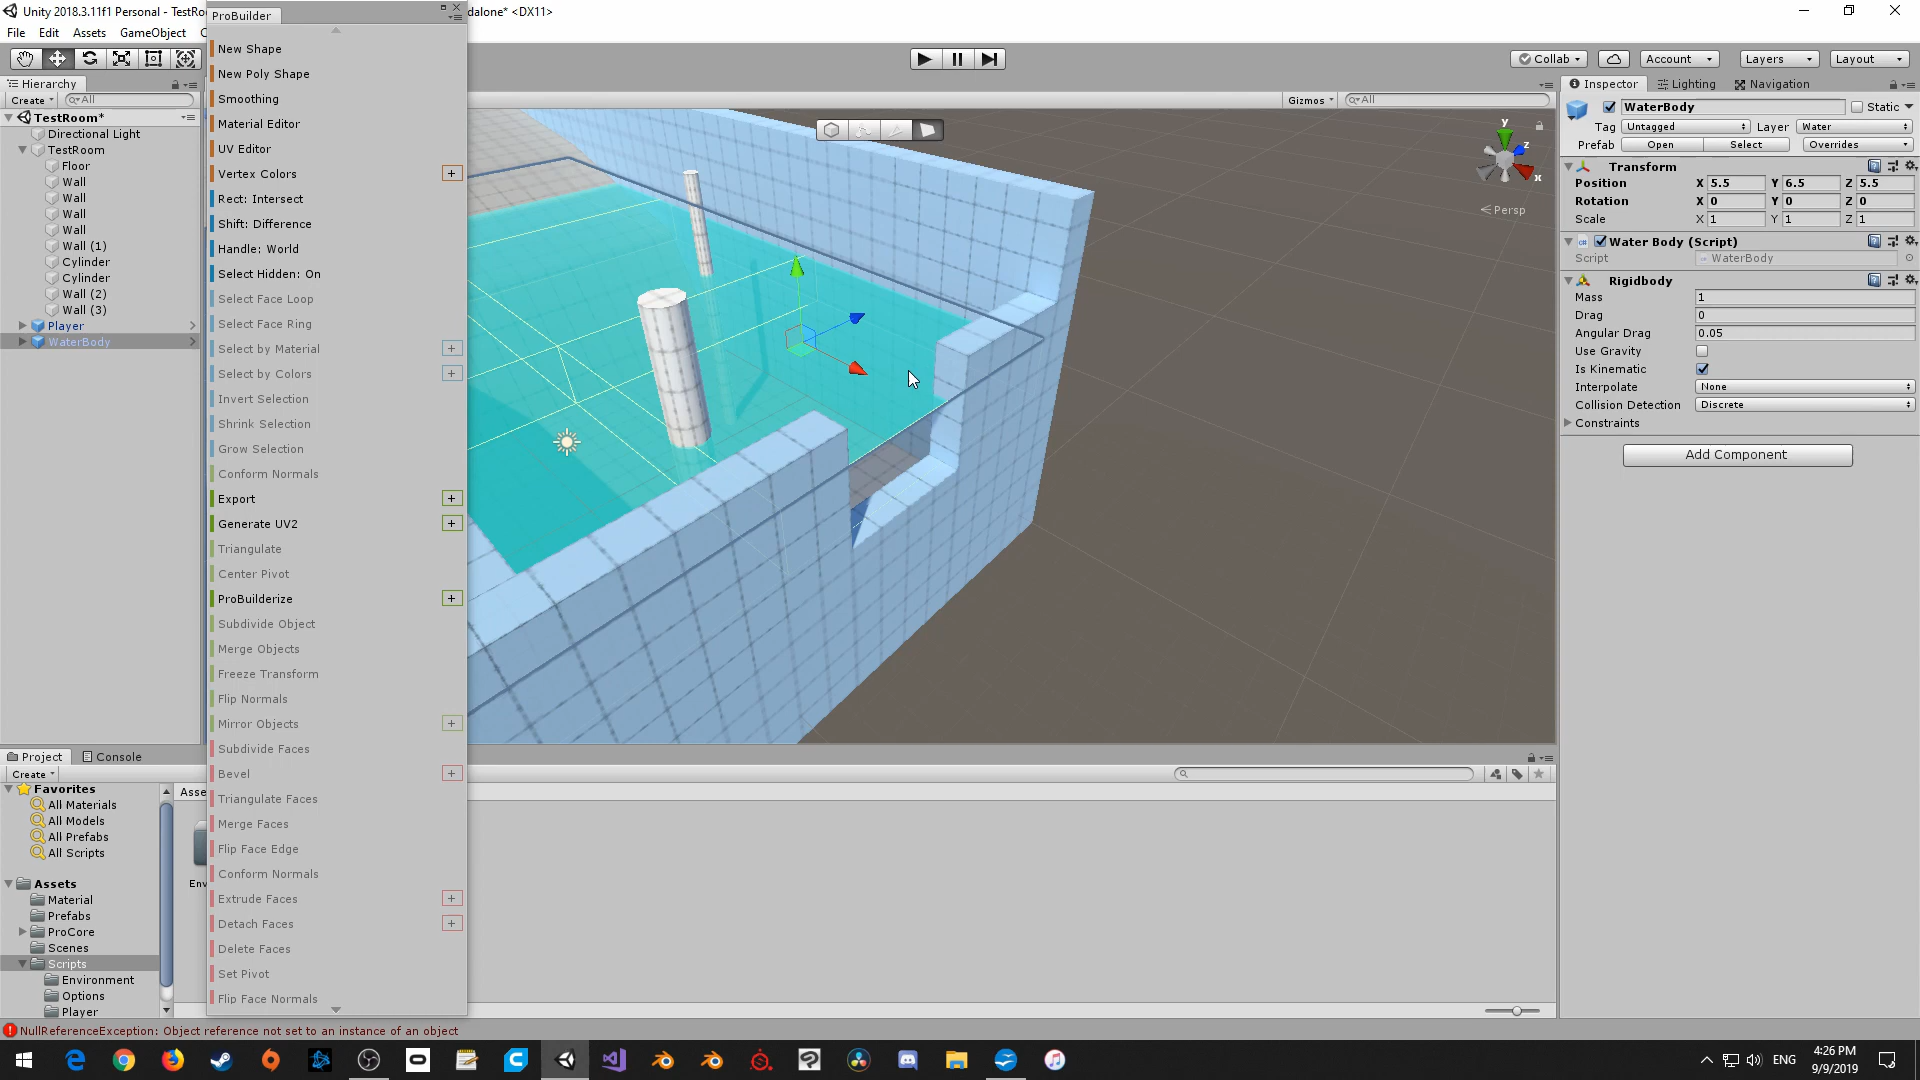 Unity 2018.3.11f1 Personal - TestRo
dalone* <DX11>
File Edit Assets GameObject C
ProBuilder
Collab
Account
Layers
Layout
Hierarchy
Create
All
TestRoom*
Directional Light
TestRoom
Floor
Wall
Wall
Wall
Wall
Wall (1)
Cylinder
Cylinder
Wall (2)
Wall (3)
Player
WaterBody
New Shape
New Poly Shape
Smoothing
Material Editor
UV Editor
Vertex Colors +
Rect: Intersect
Shift: Difference
Handle: World
Select Hidden: On
Select Face Loop
Select Face Ring
Select by Material +
Select by Colors +
Invert Selection
Shrink Selection
Grow Selection
Conform Normals
Export +
Generate UV2 +
Triangulate
Center Pivot
ProBuilderize +
Subdivide Object
Merge Objects
Freeze Transform
Flip Normals
Mirror Objects +
Subdivide Faces
Bevel +
Triangulate Faces
Merge Faces
Flip Face Edge
Conform Normals
Extrude Faces +
Detach Faces +
Delete Faces
Set Pivot
Flip Face Normals
Gizmos
All
y
z
x
Persp
Inspector Lighting Navigation
WaterBody Static
Tag Untagged Layer Water
Prefab Open Select Overrides
Transform
Position X 5.5 Y 6.5 Z 5.5
Rotation X 0 Y 0 Z 0
Scale X 1 Y 1 Z 1
Water Body (Script)
Script WaterBody
Rigidbody
Mass 1
Drag 0
Angular Drag 0.05
Use Gravity
Is Kinematic
Interpolate None
Collision Detection Discrete
Constraints
Add Component
Project Console
Create
Favorites
All Materials
All Models
All Prefabs
All Scripts
Assets
Material
Prefabs
ProCore
Scenes
Scripts
Environment
Options
Player
Asse
Env
NullReferenceException: Object reference not set to an instance of an object
ENG
4:26 PM
9/9/2019